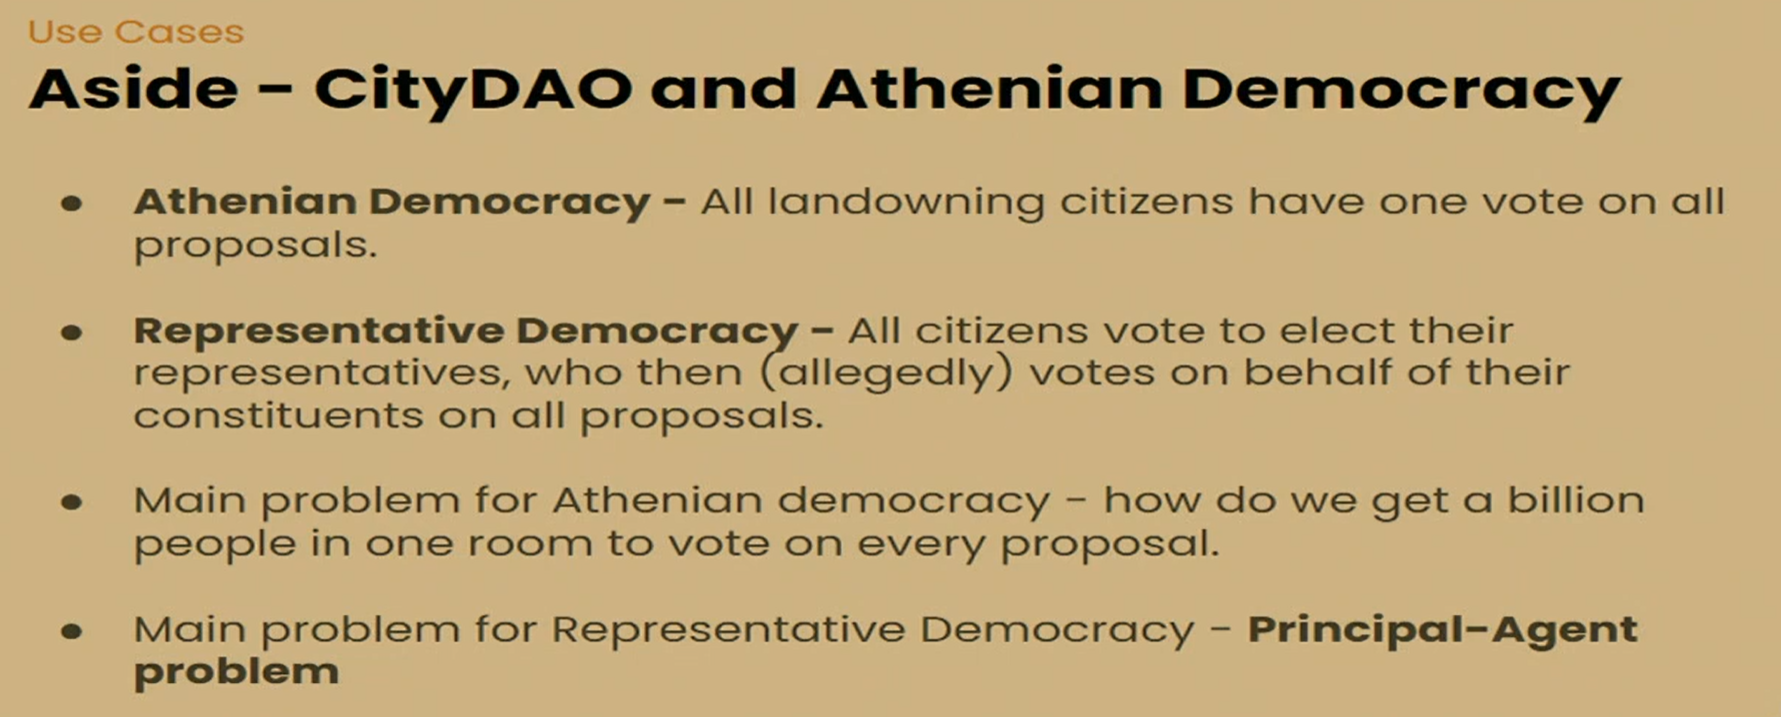 Use Cases
Aside - CityDAO and Athenian Democracy
● Athenian Democracy - All landowning citizens have one vote on all
proposals.
● Representative Democracy - All citizens vote to elect their
representatives, who then (allegedly) votes on behalf of their
constituents on all proposals.
● Main problem for Athenian democracy - how do we get a billion
people in one room to vote on every proposal.
● Main problem for Representative Democracy - Principal-Agent
problem